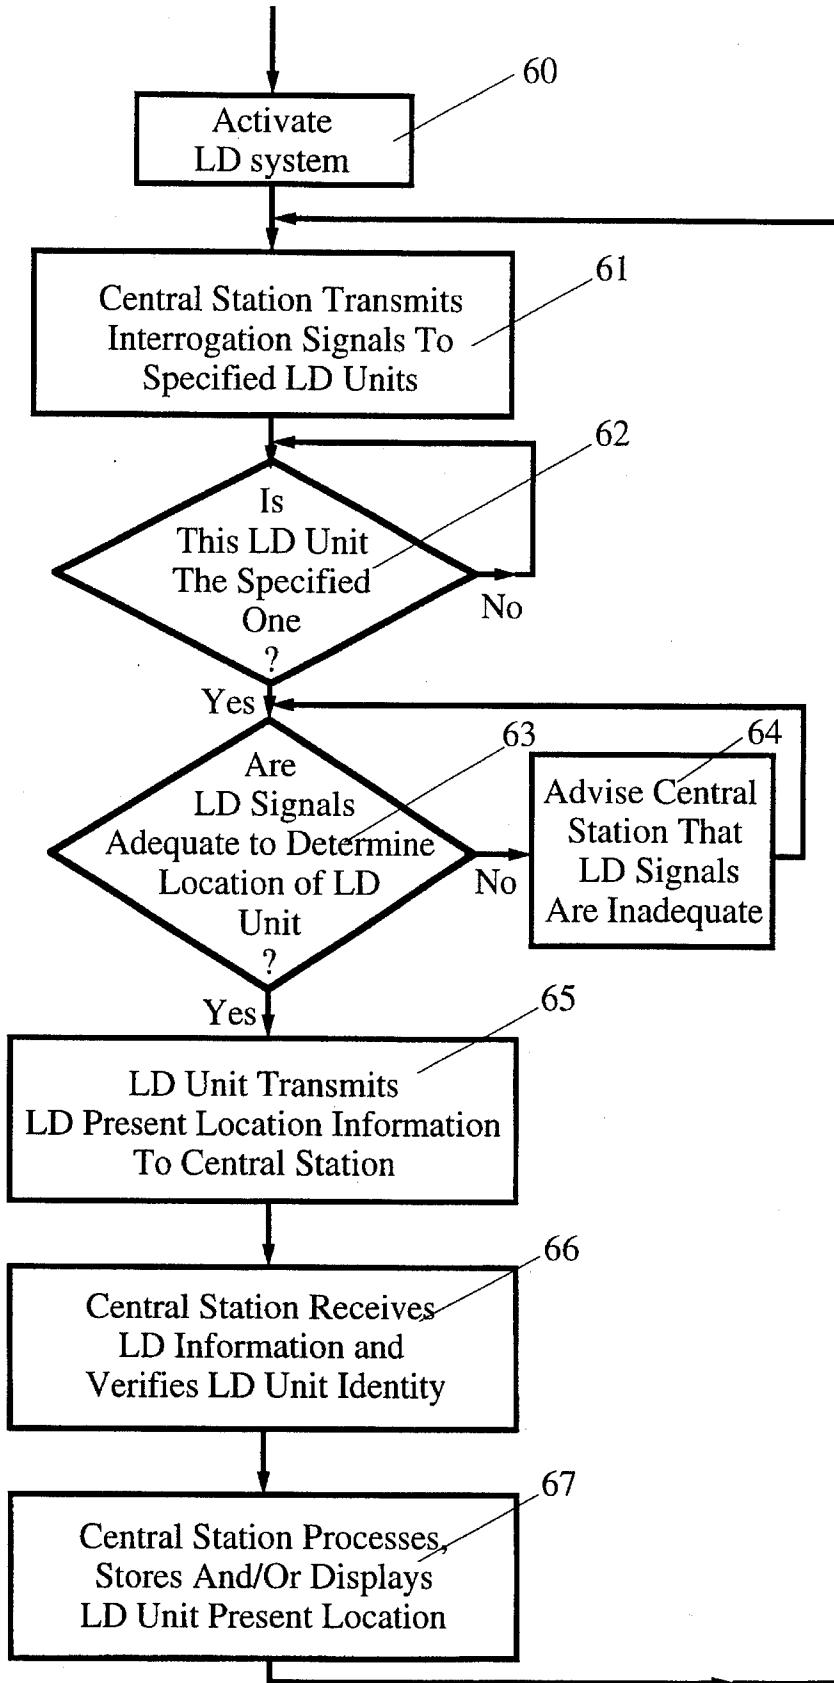 60
Activate
LD system
61
Central Station Transmits
Interrogation Signals To
Specified LD Units
62
Is
This LD Unit
The Specified
One
?
No
Yes
63
Are
LD Signals
Adequate to Determine
Location of LD
Unit
?
No
64
Advise Central
Station That
LD Signals
Are Inadequate
Yes
65
LD Unit Transmits
LD Present Location Information
To Central Station
66
Central Station Receives
LD Information and
Verifies LD Unit Identity
67
Central Station Processes,
Stores And/Or Displays
LD Unit Present Location